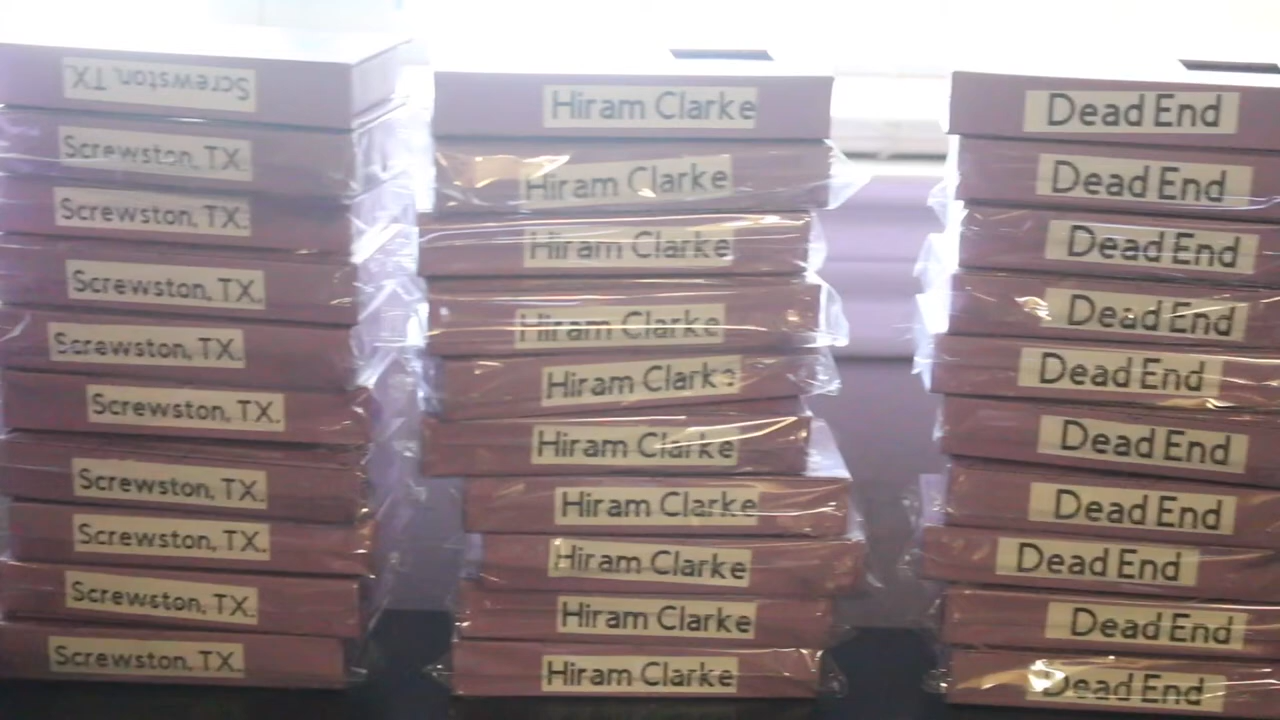 Screwston, TX.
Screwston, TX.
Screwston, TX.
Screwston, TX.
Screwston, TX.
Screwston, TX.
Screwston, TX.
Screwston, TX.
Screwston, TX.
Screwston, TX.
Hiram Clarke
Hiram Clarke
Hiram Clarke
Hiram Clarke
Hiram Clarke
Hiram Clarke
Hiram Clarke
Hiram Clarke
Hiram Clarke
Hiram Clarke
Dead End
Dead End
Dead End
Dead End
Dead End
Dead End
Dead End
Dead End
Dead End
Dead End